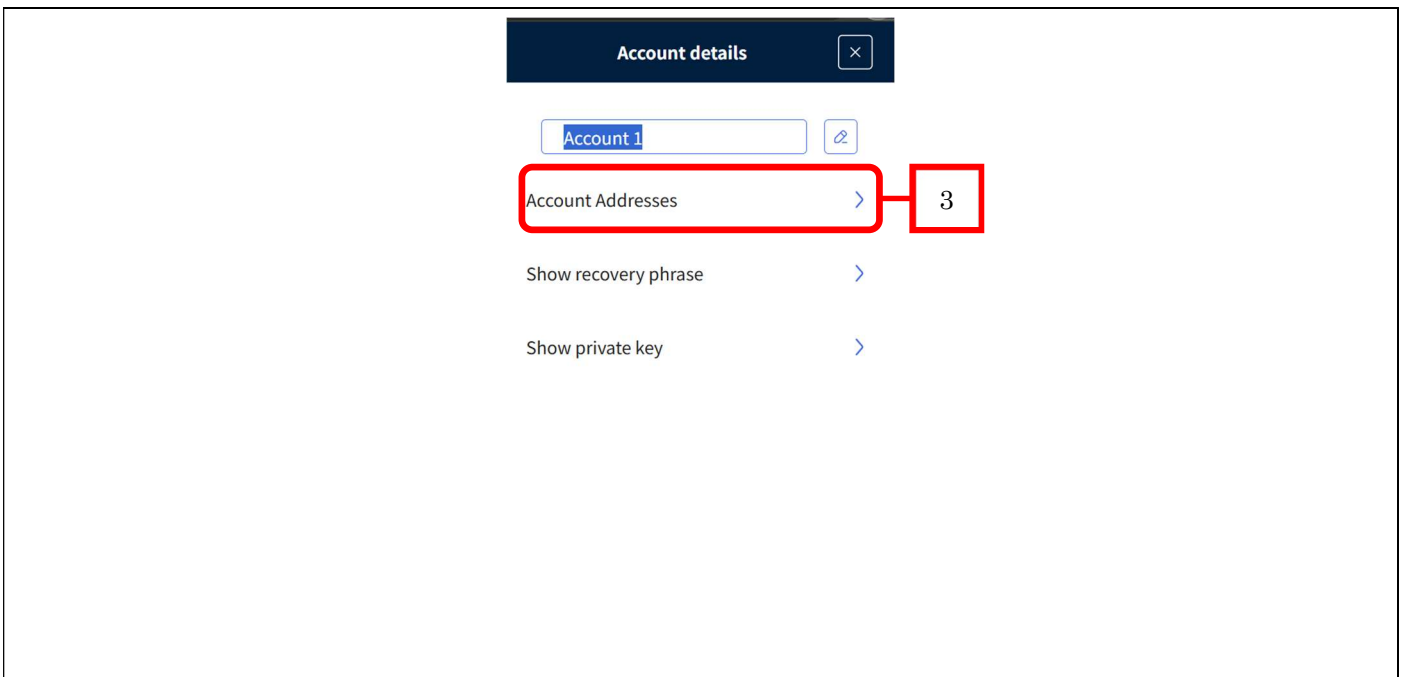 Account details
Account 1
Account Addresses
3
Show recovery phrase
Show private key